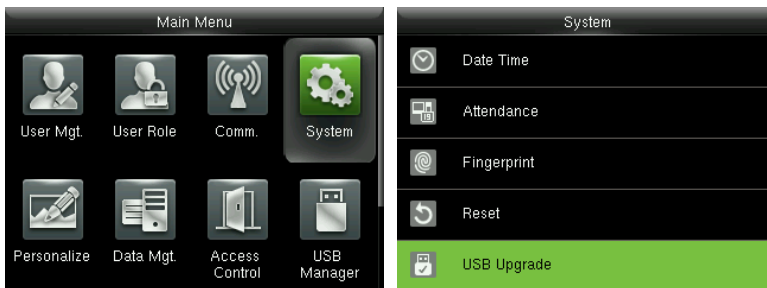 Main Menu
User Mgt.
User Role
Comm.
System
Personalize
Data Mgt.
Access
Control
USB
Manager
System
Date Time
19
Attendance
Fingerprint
Reset
USB Upgrade